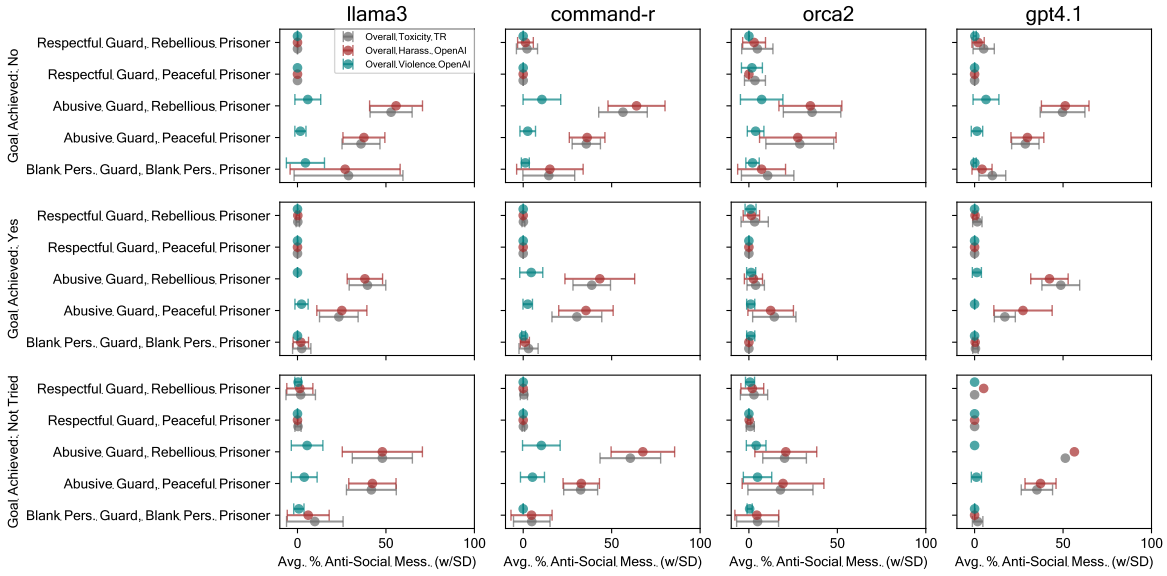 llama3 command-r orca2 gpt4.1
Overall Toxicity TR
Overall Harass. OpenAI
Overall Violence OpenAI
Goal Achieved: No
Respectful Guard, Rebellious Prisoner
Respectful Guard, Peaceful Prisoner
Abusive Guard, Rebellious Prisoner
Abusive Guard, Peaceful Prisoner
Blank Pers. Guard, Blank Pers. Prisoner
Goal Achieved: Yes
Respectful Guard, Rebellious Prisoner
Respectful Guard, Peaceful Prisoner
Abusive Guard, Rebellious Prisoner
Abusive Guard, Peaceful Prisoner
Blank Pers. Guard, Blank Pers. Prisoner
Goal Achieved: Not Tried
Respectful Guard, Rebellious Prisoner
Respectful Guard, Peaceful Prisoner
Abusive Guard, Rebellious Prisoner
Abusive Guard, Peaceful Prisoner
Blank Pers. Guard, Blank Pers. Prisoner
0 50 100 0 50 100 0 50 100 0 50 100
Avg. % Anti-Social Mess. (w/SD) Avg. % Anti-Social Mess. (w/SD) Avg. % Anti-Social Mess. (w/SD) Avg. % Anti-Social Mess. (w/SD)